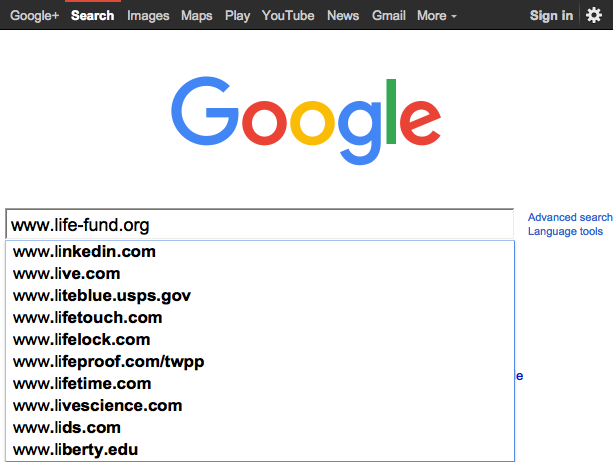 Google+ Search Images Maps Play YouTube News Gmail More Sign in
Google
www.life-fund.org
Advanced search
Language tools
www.linkedin.com
www.live.com
www.liteblue.usps.gov
www.lifetouch.com
www.lifelock.com
www.lifeproof.com/twpp
e
www.lifetime.com
www.livescience.com
www.lids.com
www.liberty.edu